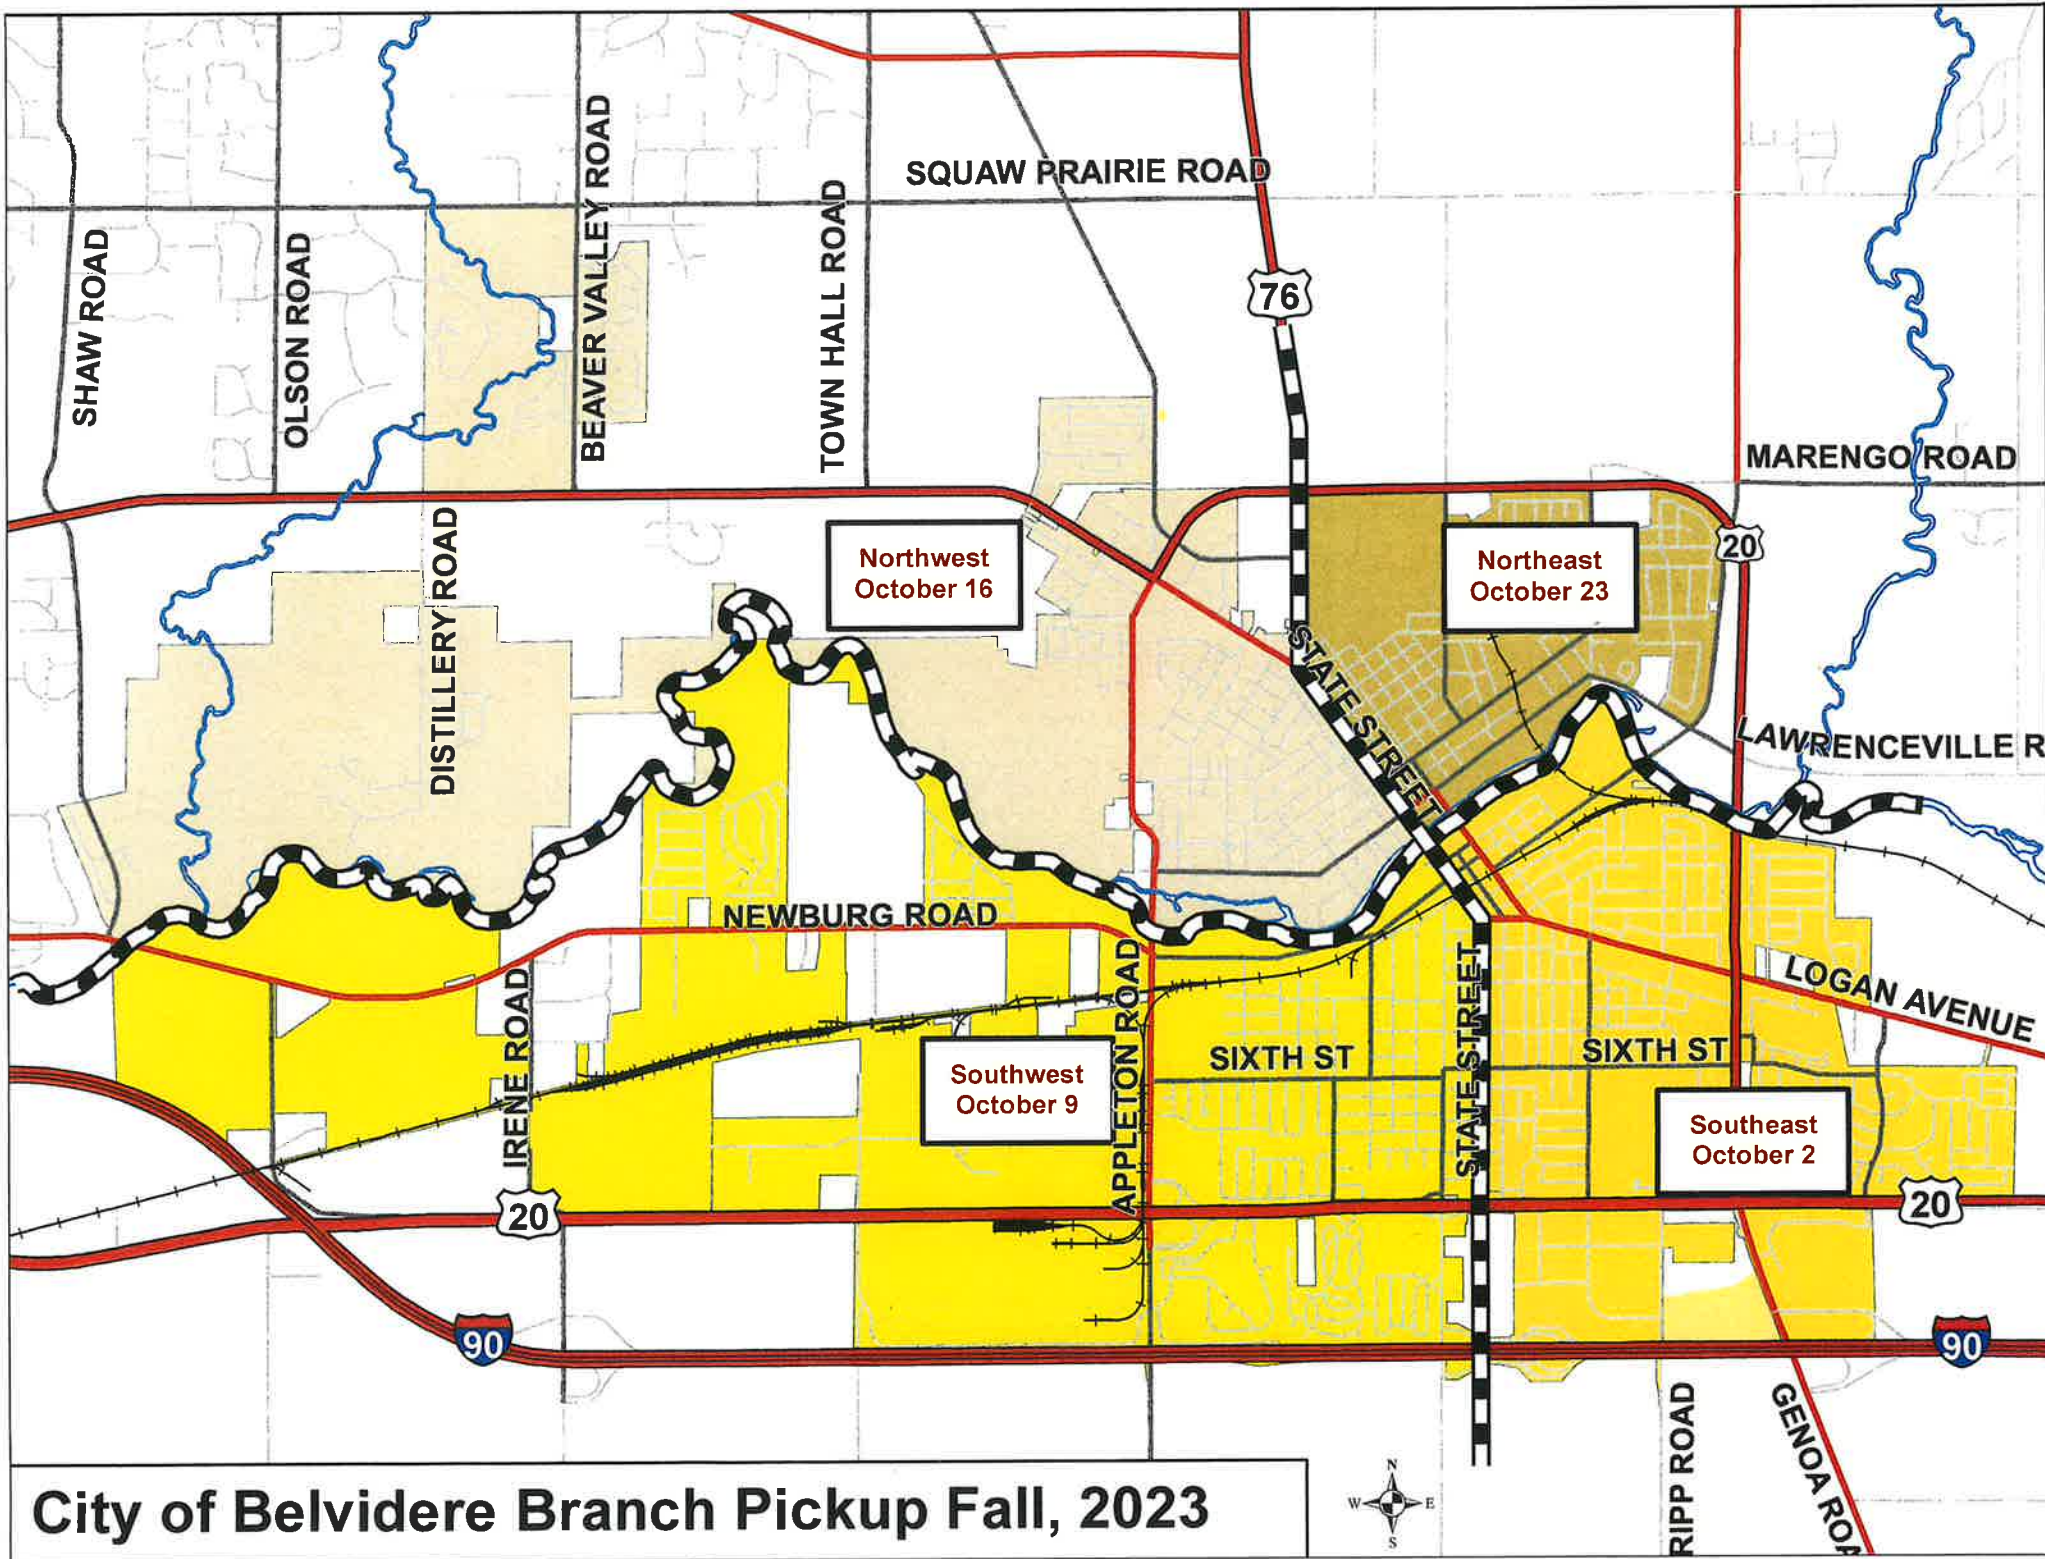 SQUAW PRAIRIE ROAD
SHAW ROAD
OLSON ROAD
BEAVER VALLEY ROAD
TOWN HALL ROAD
76
MARENGO ROAD
DISTILLERY ROAD
Northwest
October 16
Northeast
October 23
20
STATE STREET
LAWRENCEVILLE R
NEWBURG ROAD
IRENE ROAD
APPLETON ROAD
STATE STREET
LOGAN AVENUE
SIXTH ST
SIXTH ST
Southwest
October 9
Southeast
October 2
20
20
90
90
RIPP ROAD
GENOA ROA
City of Belvidere Branch Pickup Fall, 2023
N
W
E
S